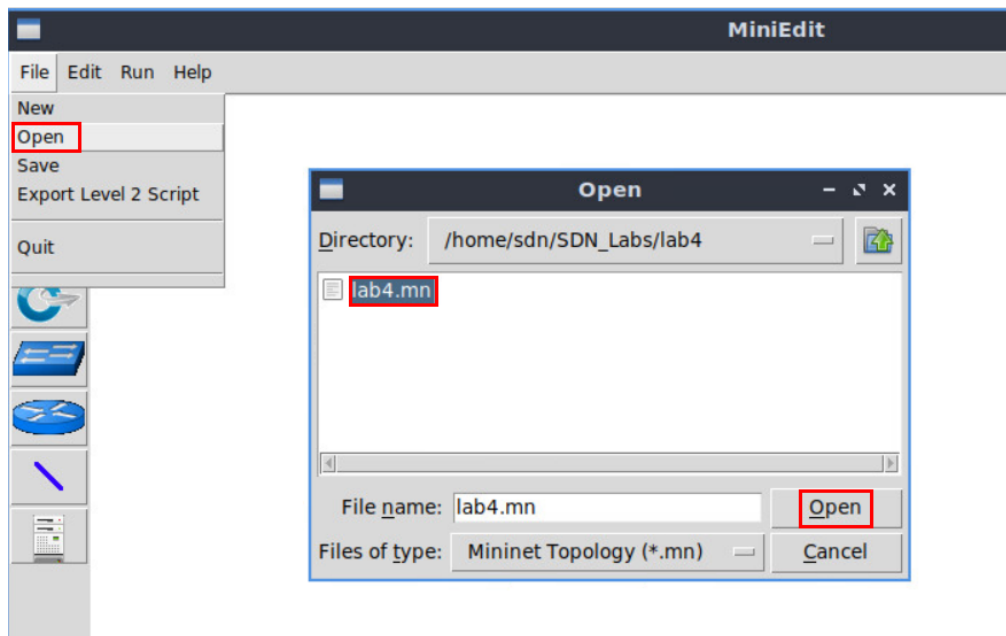 MiniEdit
File Edit Run Help
New
Open
Save
Export Level 2 Script
Quit
Open
Directory: /home/sdn/SDN_Labs/lab4
lab4.mn
File name: lab4.mn
Open
Files of type: Mininet Topology (*.mn)
Cancel